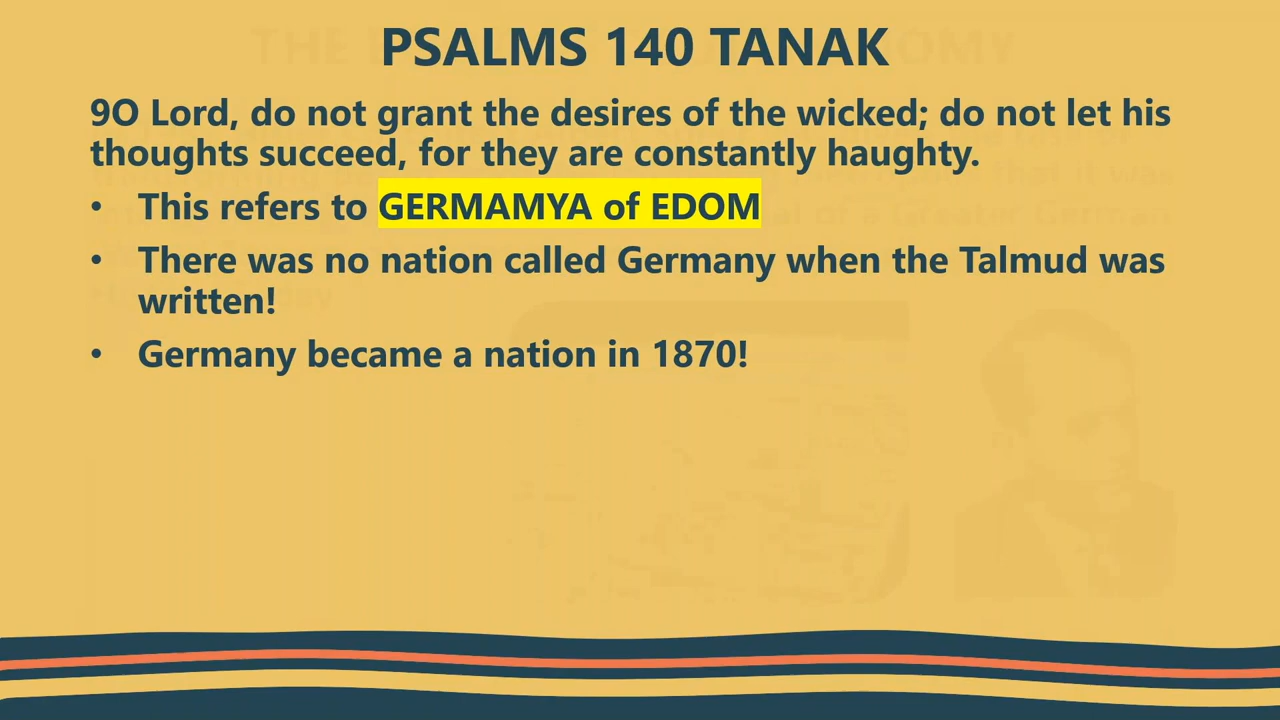 PSALMS 140 TANAK
9O Lord, do not grant the desires of the wicked; do not let his
thoughts succeed, for they are constantly haughty.
• This refers to GERMAMYA of EDOM
• There was no nation called Germany when the Talmud was
written!
• Germany became a nation in 1870!